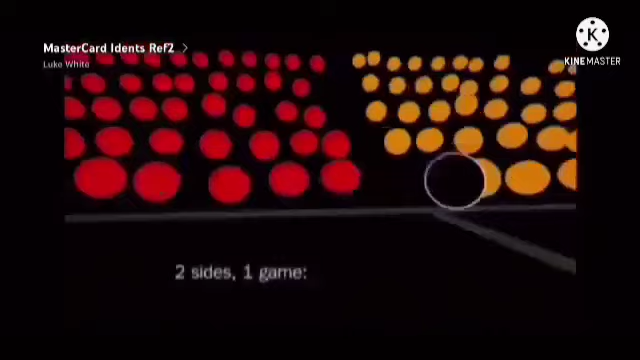 MasterCard Idents Ref2
Luke White
K
KINEMASTER
2 sides, 1 game: